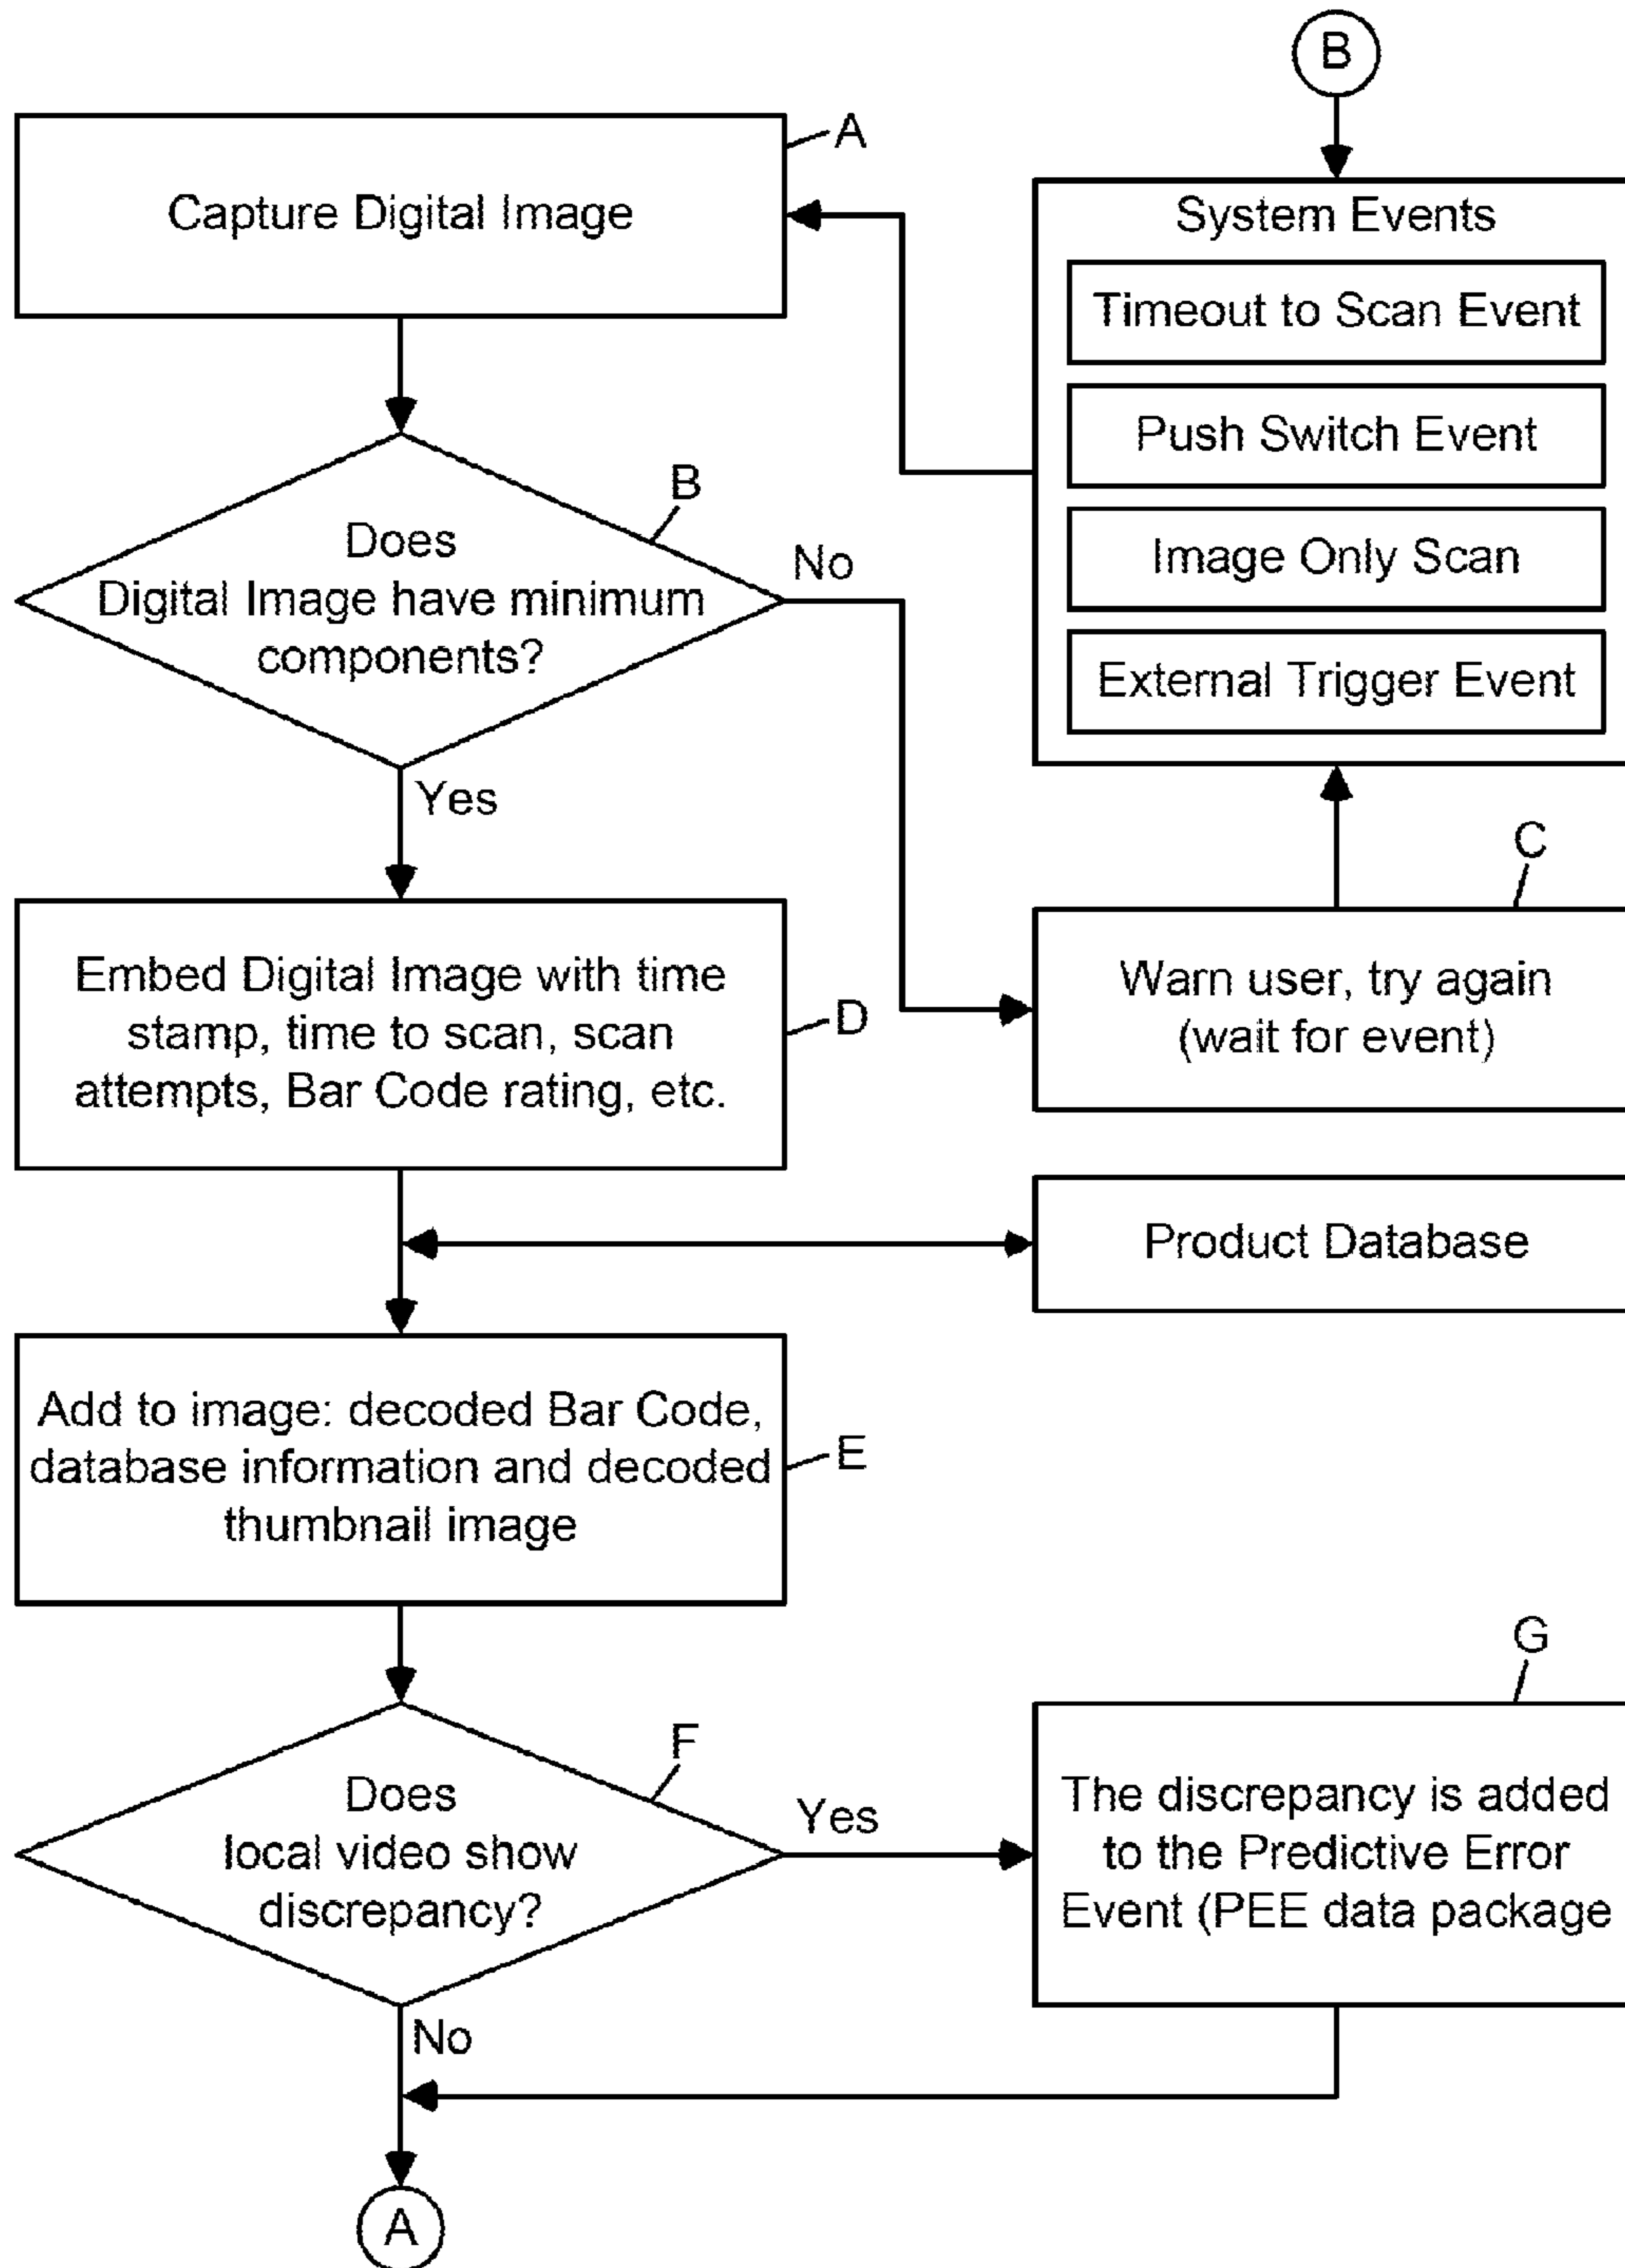 B
A
Capture Digital Image
System Events
Timeout to Scan Event
Push Switch Event
Image Only Scan
External Trigger Event
B
Does
Digital Image have minimum
components?
No
Yes
C
Warn user, try again
(wait for event)
Embed Digital Image with time
stamp, time to scan, scan
attempts, Bar Code rating, etc.
D
Product Database
Add to image: decoded Bar Code,
database information and decoded
thumbnail image
E
F
Does
local video show
discrepancy?
Yes
G
The discrepancy is added
to the Predictive Error
Event (PEE data package
No
A